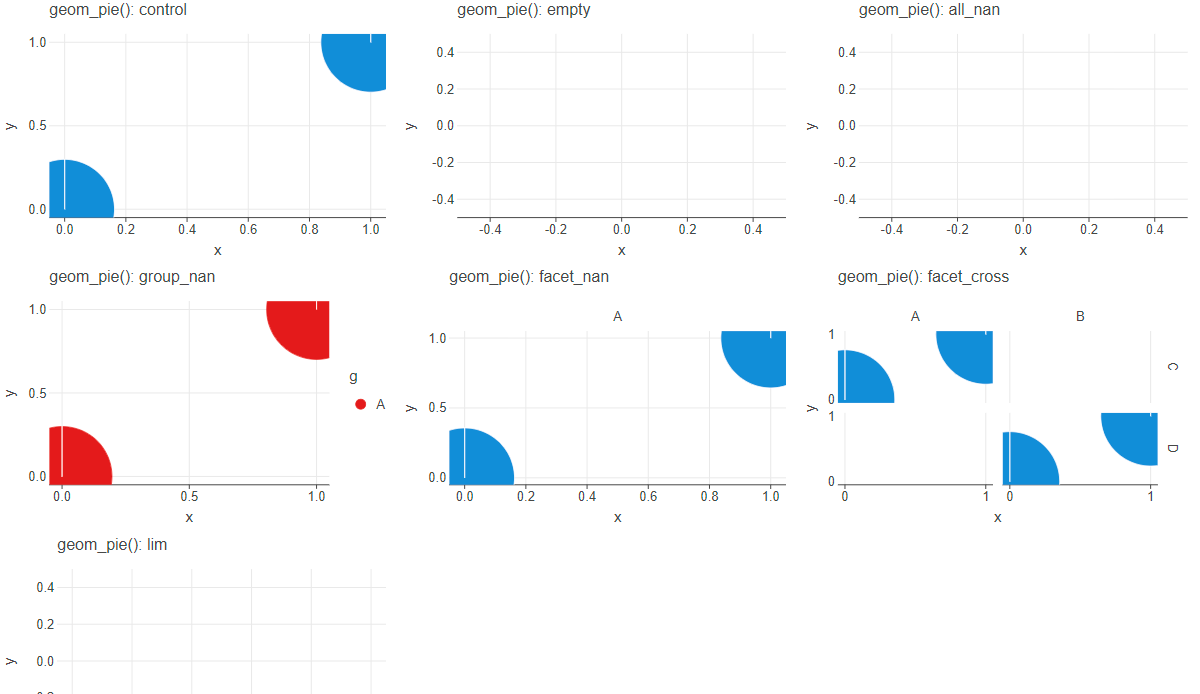 geom_pie(): control
1.0
0.5
0.0
y
0.0 0.2 0.4 0.6 0.8 1.0
x
geom_pie(): empty
0.4
0.2
0.0
-0.2
-0.4
y
-0.4 -0.2 0.0 0.2 0.4
x
geom_pie(): all_nan
0.4
0.2
0.0
-0.2
-0.4
y
-0.4 -0.2 0.0 0.2 0.4
x
geom_pie(): group_nan
1.0
0.5
0.0
y
0.0 0.5 1.0
x
g
A
geom_pie(): facet_nan
A
1.0
0.5
0.0
y
0.0 0.2 0.4 0.6 0.8 1.0
x
geom_pie(): facet_cross
A B
1
0
C
1
0
D
y
0 1 0 1
x
geom_pie(): lim
0.4
0.2
0.0
y